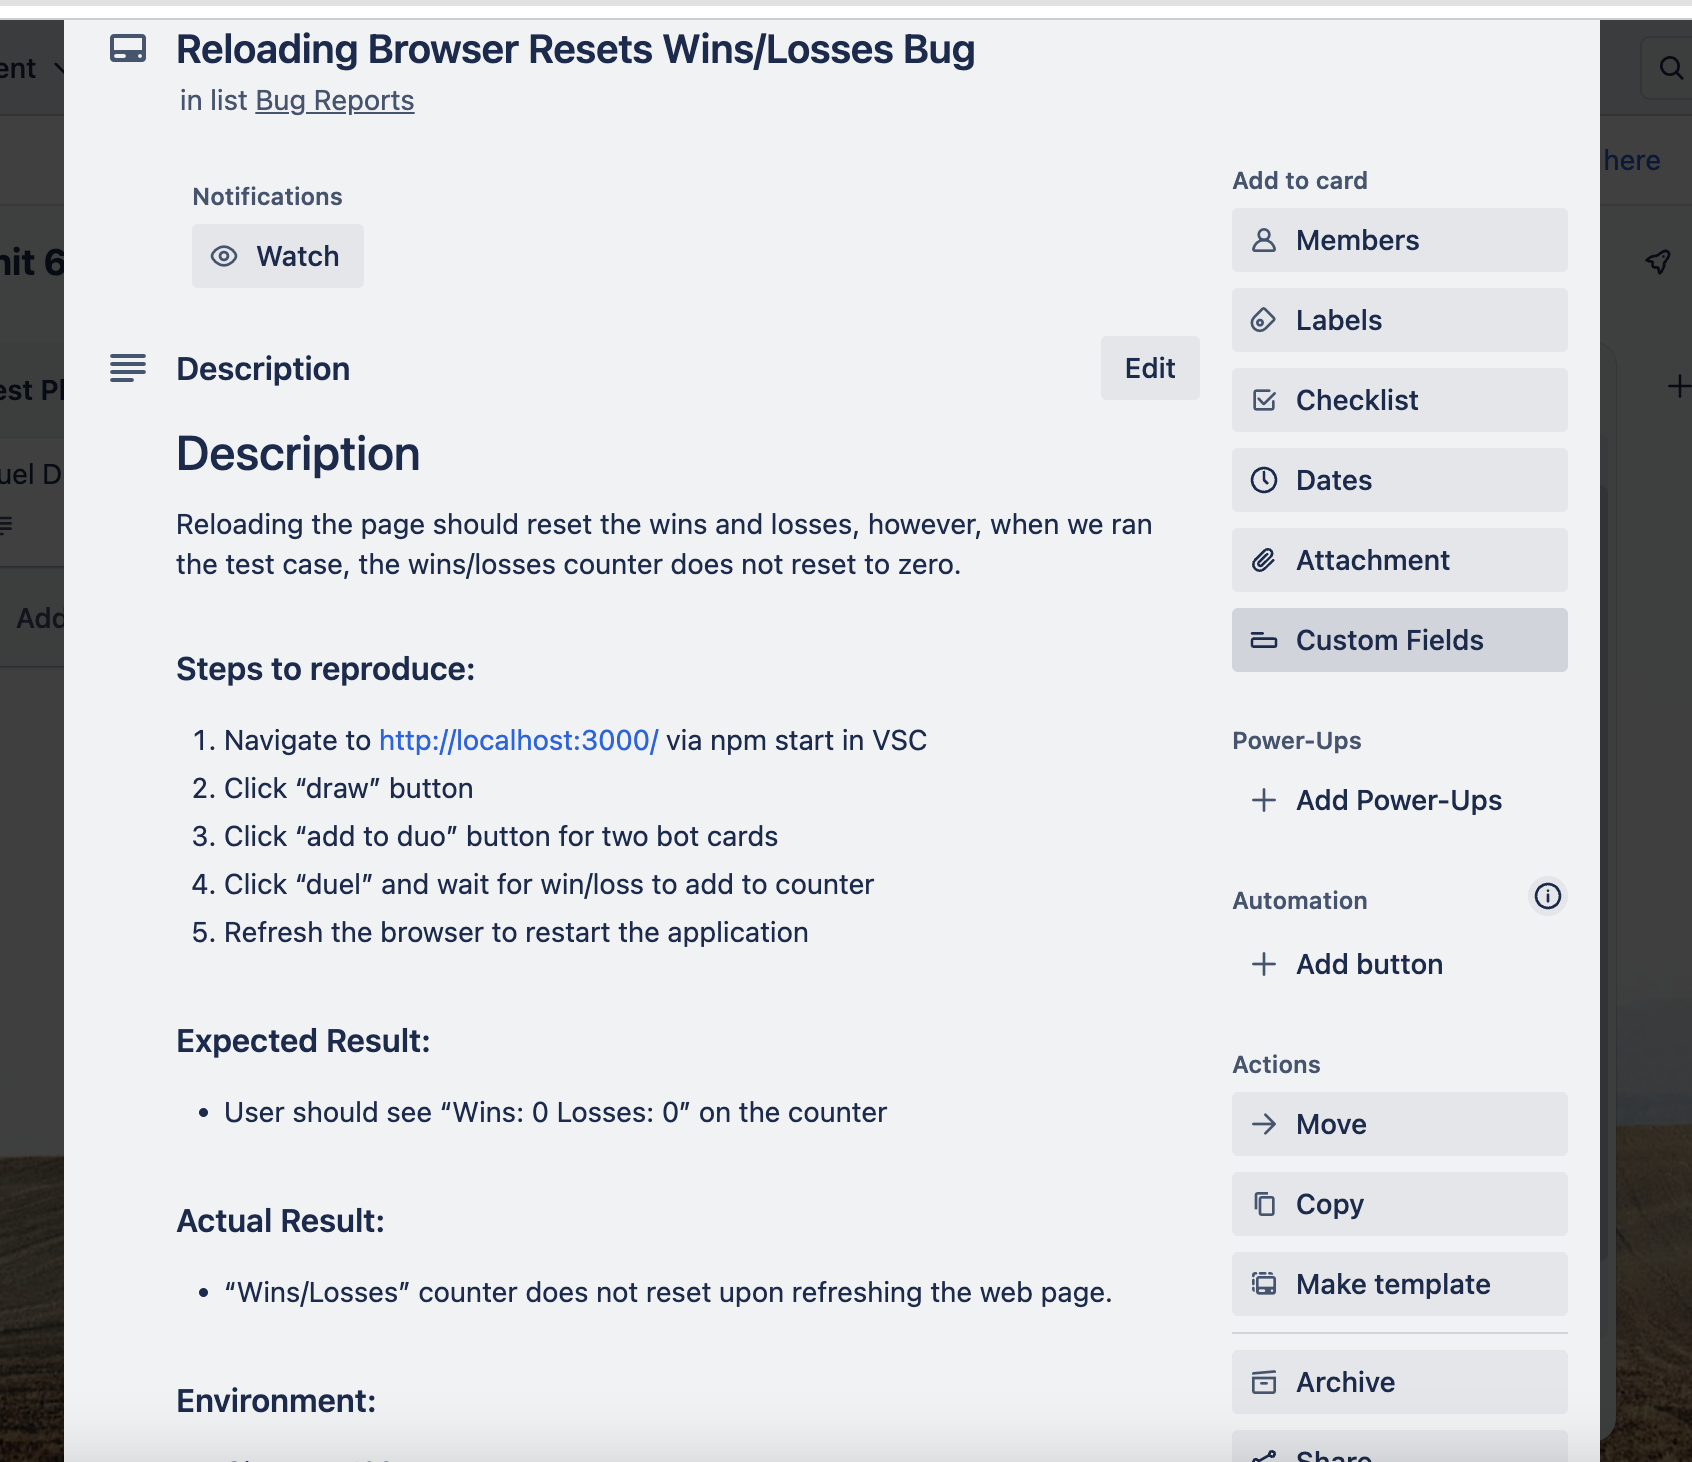 Reloading Browser Resets Wins/Losses Bug
in list Bug Reports
ent
here
Notifications
Watch
Add to card
Members
Labels
Checklist
Dates
Attachment
Custom Fields
Power-Ups
Add Power-Ups
Automation
Add button
Actions
Move
Copy
Make template
Archive
Share
nit 6
est Pl
uel D
Add
Description
Edit
Description
Reloading the page should reset the wins and losses, however, when we ran
the test case, the wins/losses counter does not reset to zero.
Steps to reproduce:
1. Navigate to http://localhost:3000/ via npm start in VSC
2. Click “draw” button
3. Click “add to duo” button for two bot cards
4. Click “duel” and wait for win/loss to add to counter
5. Refresh the browser to restart the application
Expected Result:
• User should see “Wins: 0 Losses: 0” on the counter
Actual Result:
• “Wins/Losses” counter does not reset upon refreshing the web page.
Environment: